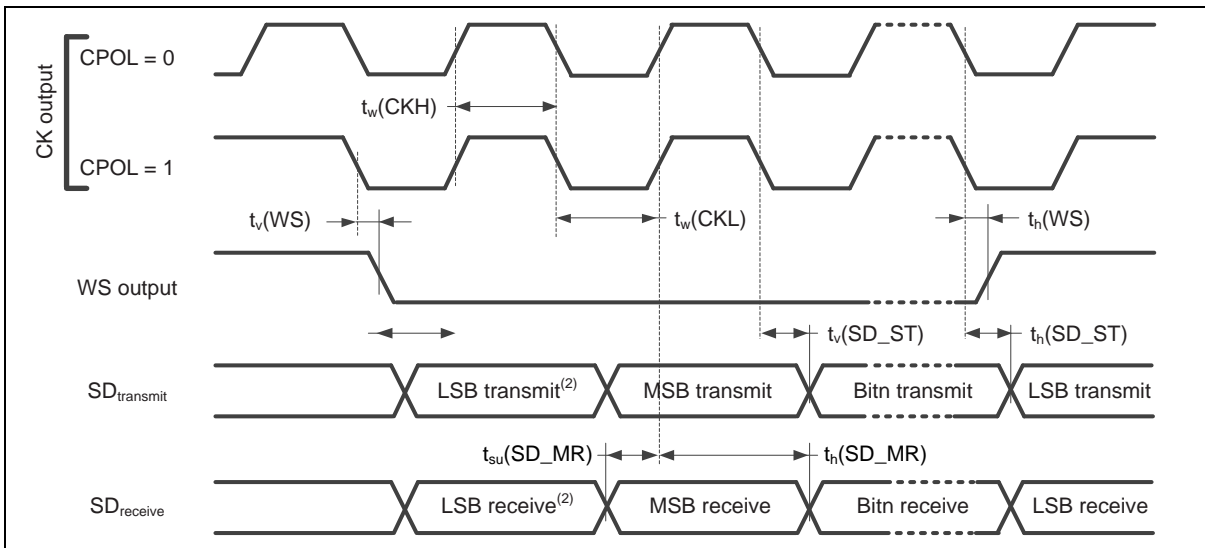 CK output
CPOL = 0
tw(CKH)
CPOL = 1
tv(WS)
tw(CKL)
th(WS)
WS output
tv(SD_ST)
th(SD_ST)
SDtransmit
LSB transmit(2)
MSB transmit
Bitn transmit
LSB transmit
tsu(SD_MR)
th(SD_MR)
SDreceive
LSB receive(2)
MSB receive
Bitn receive
LSB receive